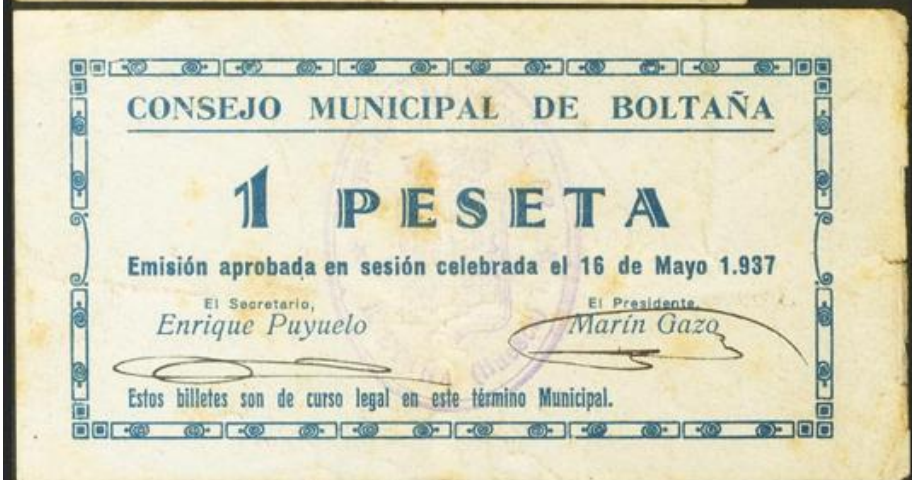 CONSEJO MUNICIPAL DE BOLTAÑA
1 PESETA
Emisión aprobada en sesión celebrada el 16 de Mayo 1.937
El Secretario,
Enrique Puyuelo
El Presidente,
Marín Gazo
Estos billetes son de curso legal en este término Municipal.